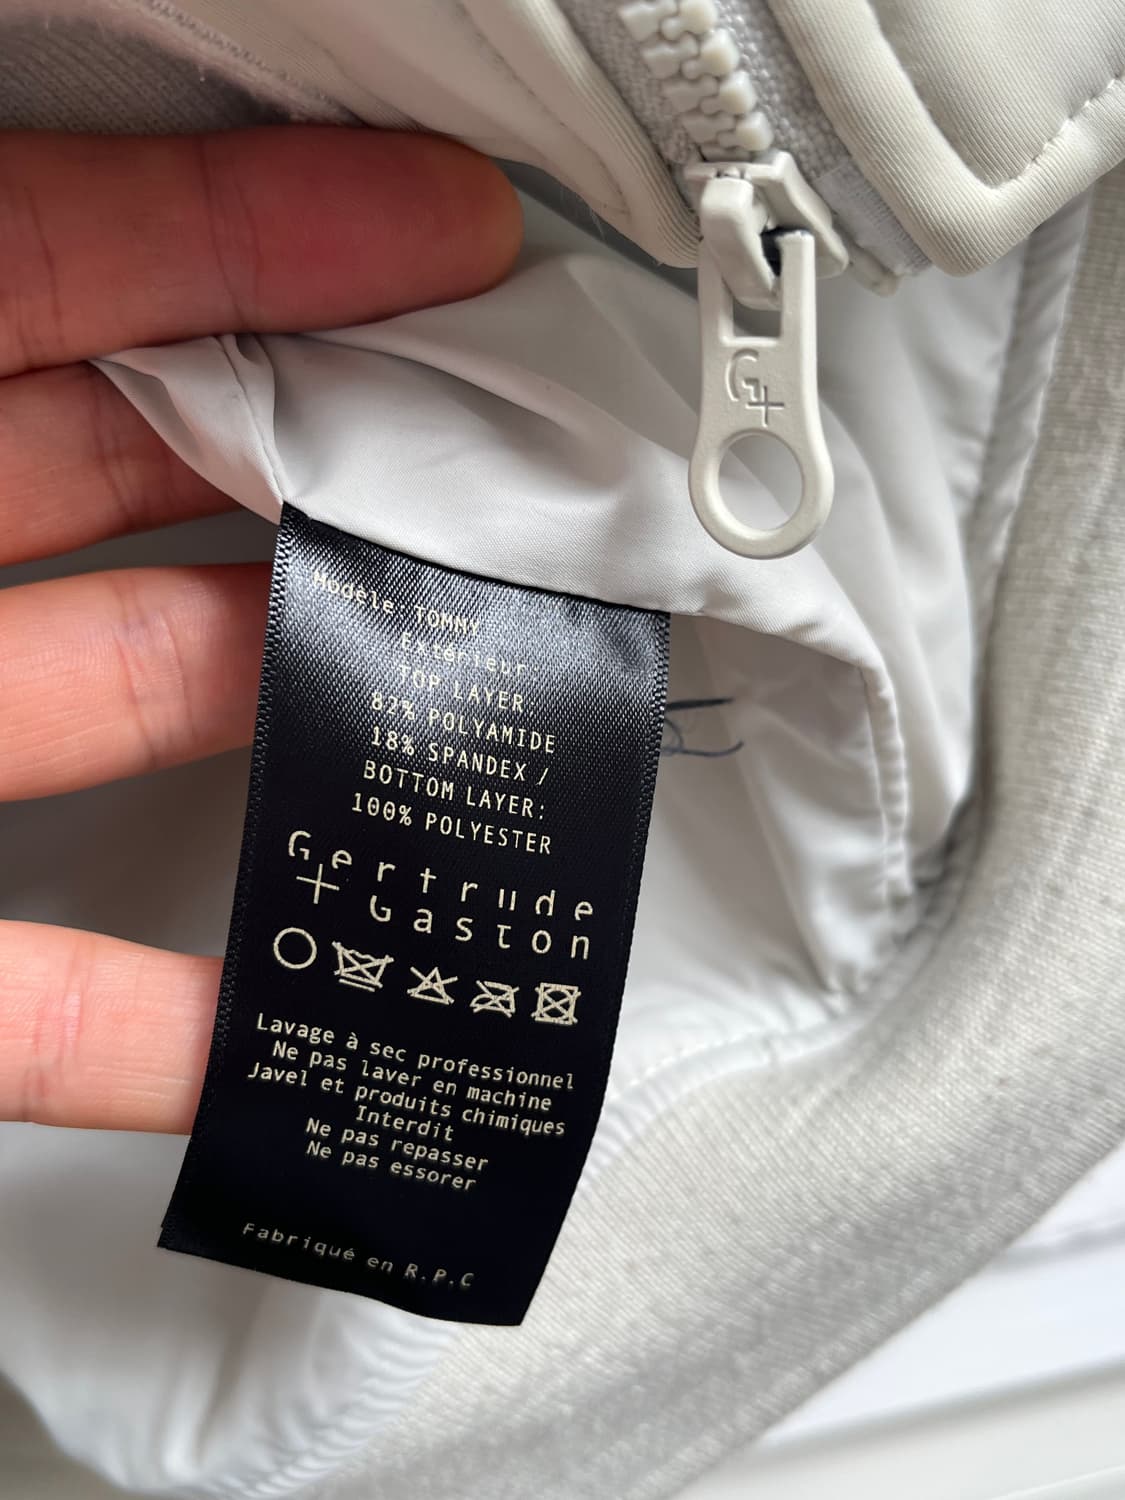 G+
Modèle: TOMMY
Extérieur:
TOP LAYER
82% POLYAMIDE
18% SPANDEX /
BOTTOM LAYER:
100% POLYESTER
Gertrude
+ Gaston
Lavage à sec professionnel
Ne pas laver en machine
Javel et produits chimiques
Interdit
Ne pas repasser
Ne pas essorer
Fabriqué en R.P.C